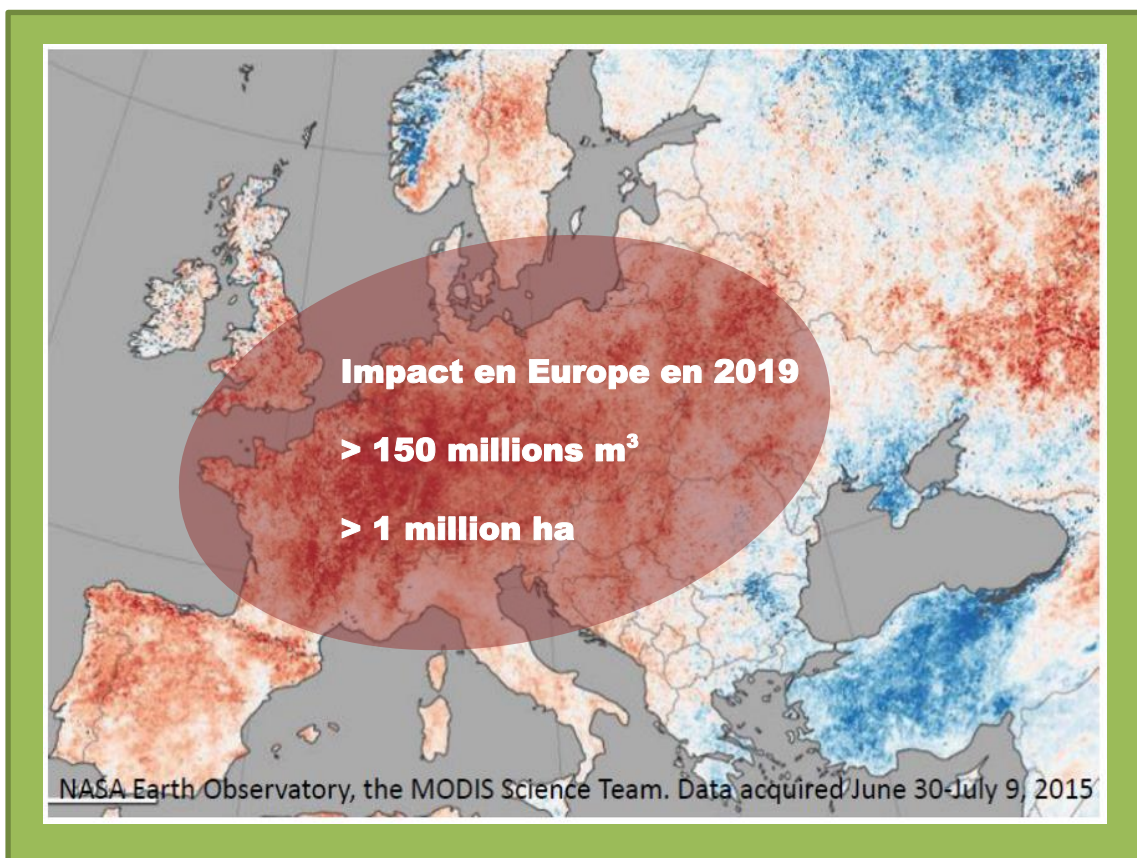 Impact en Europe en 2019
> 150 millions m³
> 1 million ha
NASA Earth Observatory, the MODIS Science Team. Data acquired June 30-July 9, 2015